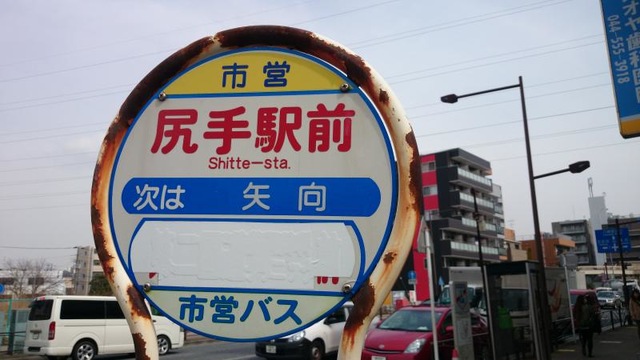 市営
尻手駅前
Shitte-sta.
次は 矢向
市営バス
044-555-3918